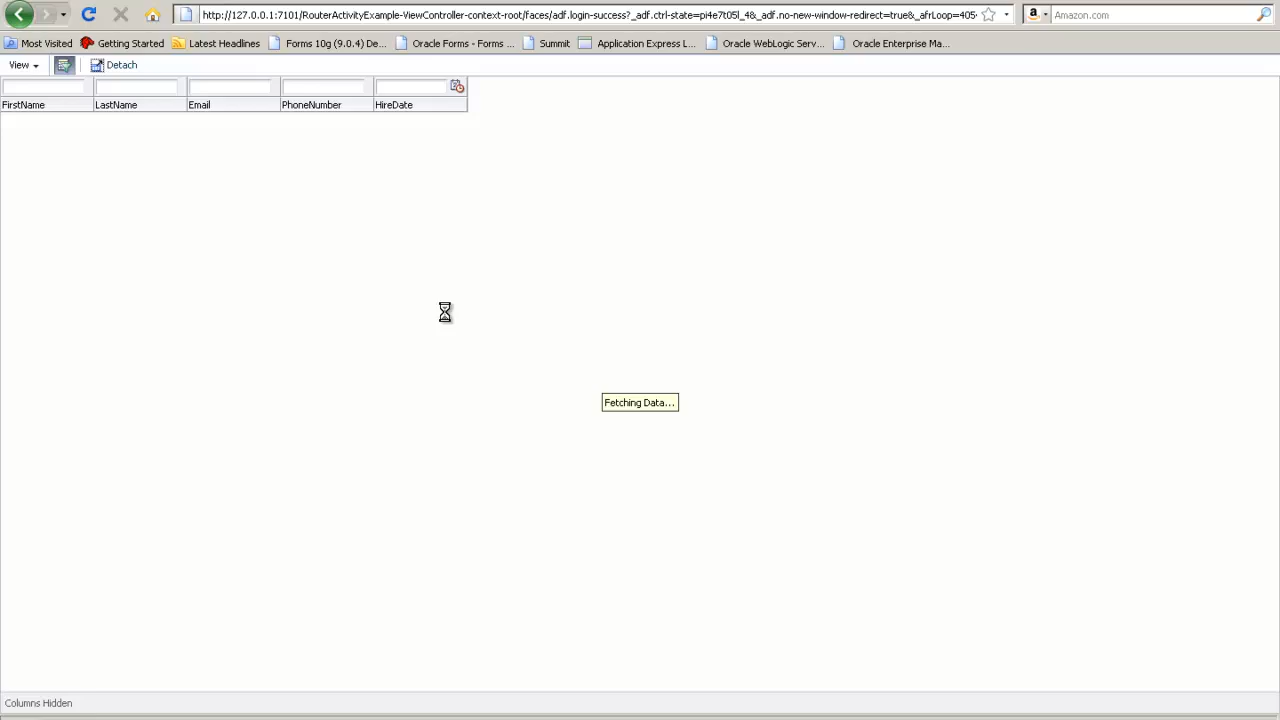 http://127.0.0.1:7101/RouterActivityExample-ViewController-context-root/faces/adf.login-success?_adf.ctrl-state=pi4e7t05l_4&_adf.no-new-window-redirect=true&_afrLoop=405 Amazon.com
Most Visited Getting Started Latest Headlines Forms 10g (9.0.4) De... Oracle Forms - Forms ... Summit Application Express L... Oracle WebLogic Serv... Oracle Enterprise Ma...
View Detach
FirstName LastName Email PhoneNumber HireDate
Fetching Data...
Columns Hidden